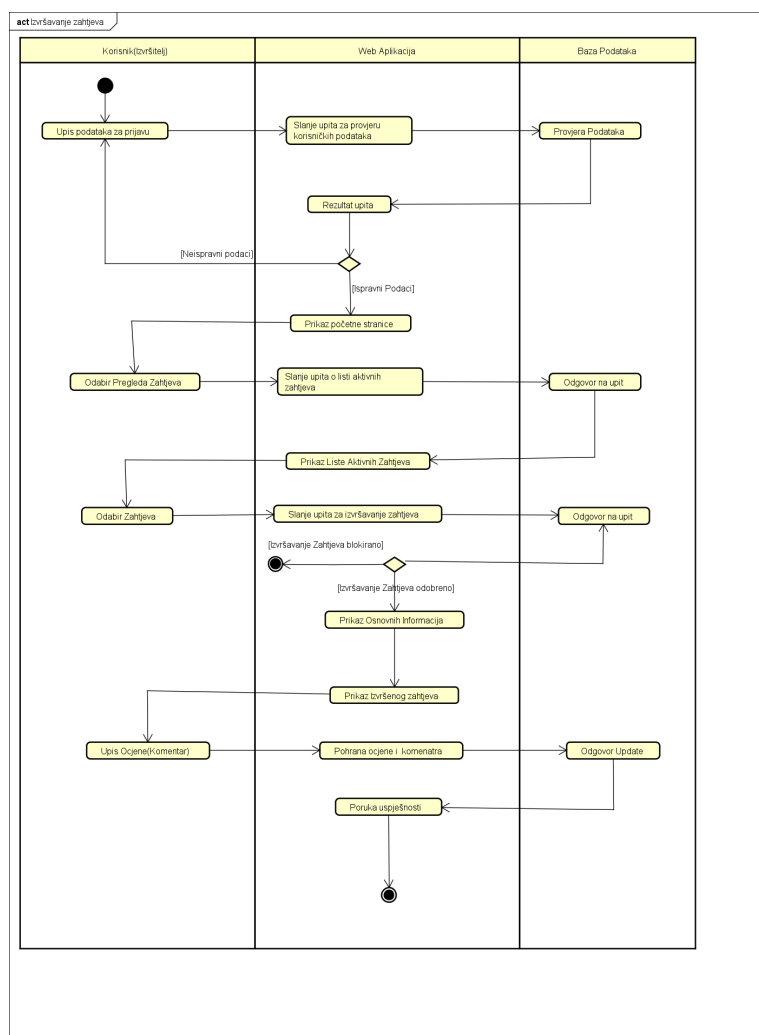 act Izvršavanje zahtjeva
Korisnik(Izvršitelj)
Web Aplikacija
Baza Podataka
Upis podataka za prijavu
Slanje upita za provjeru
korisničkih podataka
Provjera Podataka
Rezultat upita
[Neispravni podaci]
[Ispravni Podaci]
Prikaz početne stranice
Odabir Pregleda Zahtjeva
Slanje upita o listi aktivnih
zahtjeva
Odgovor na upit
Prikaz Liste Aktivnih Zahtjeva
Odabir Zahtjeva
Slanje upita za izvršavanje zahtjeva
Odgovor na upit
[Izvršavanje Zahtjeva blokirano]
[Izvršavanje Zahtjeva odobreno]
Prikaz Osnovnih Informacija
Prikaz Izvršenog zahtjeva
Upis Ocjene(Komentar)
Pohrana ocjene i komenatra
Odgovor Update
Poruka uspješnosti